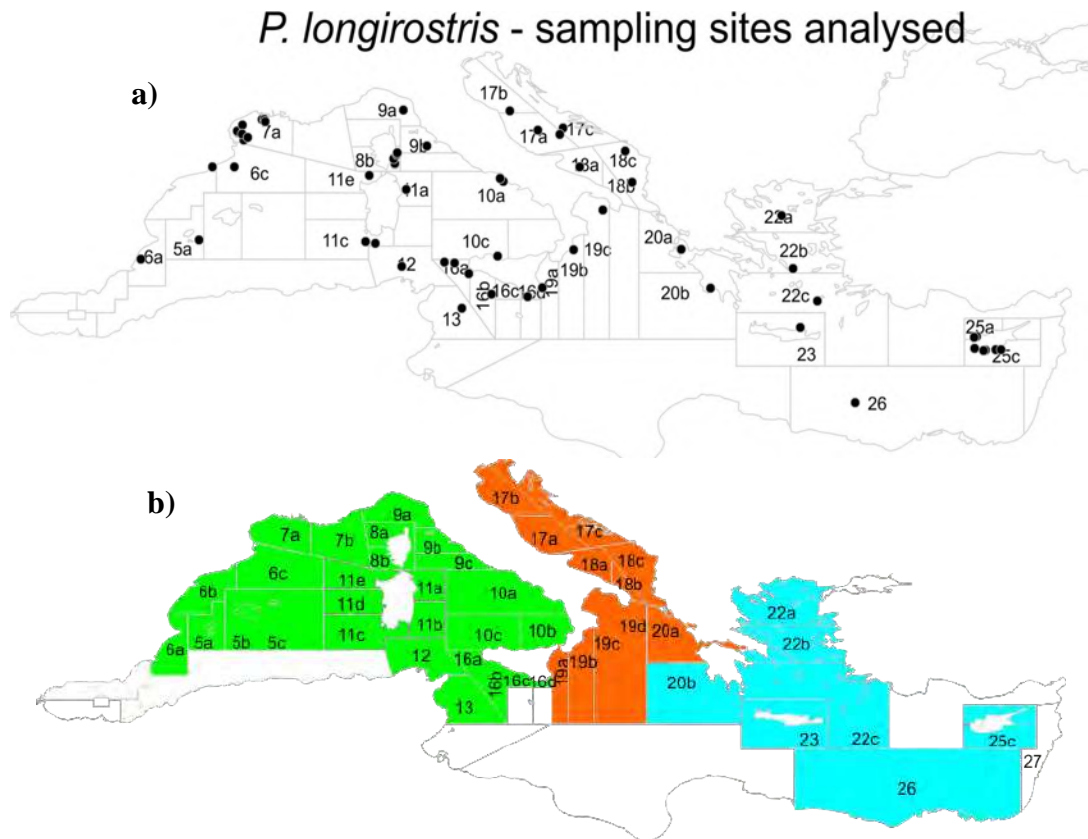 P. longirostris - sampling sites analysed
a)
17b
9a
7a
17a
17c
9b
8b
18c
18a
6c
11e
18b
11a
10a
22a
5a
11c
10c
19c
20a
22b
6a
12
16a
19b
19a
16b
16c
16d
20b
22c
13
25a
23
25c
26
b)
17b
9a
7a
7b
8a
17a
17c
9b
8b
9c
18a
18c
6c
11e
18b
6b
11a
10a
22a
11d
5a
5b
5c
11c
11b
10c
10b
19d
20a
22b
6a
12
16a
19c
19b
19a
16b
16c
16d
20b
13
23
22c
25c
27
26